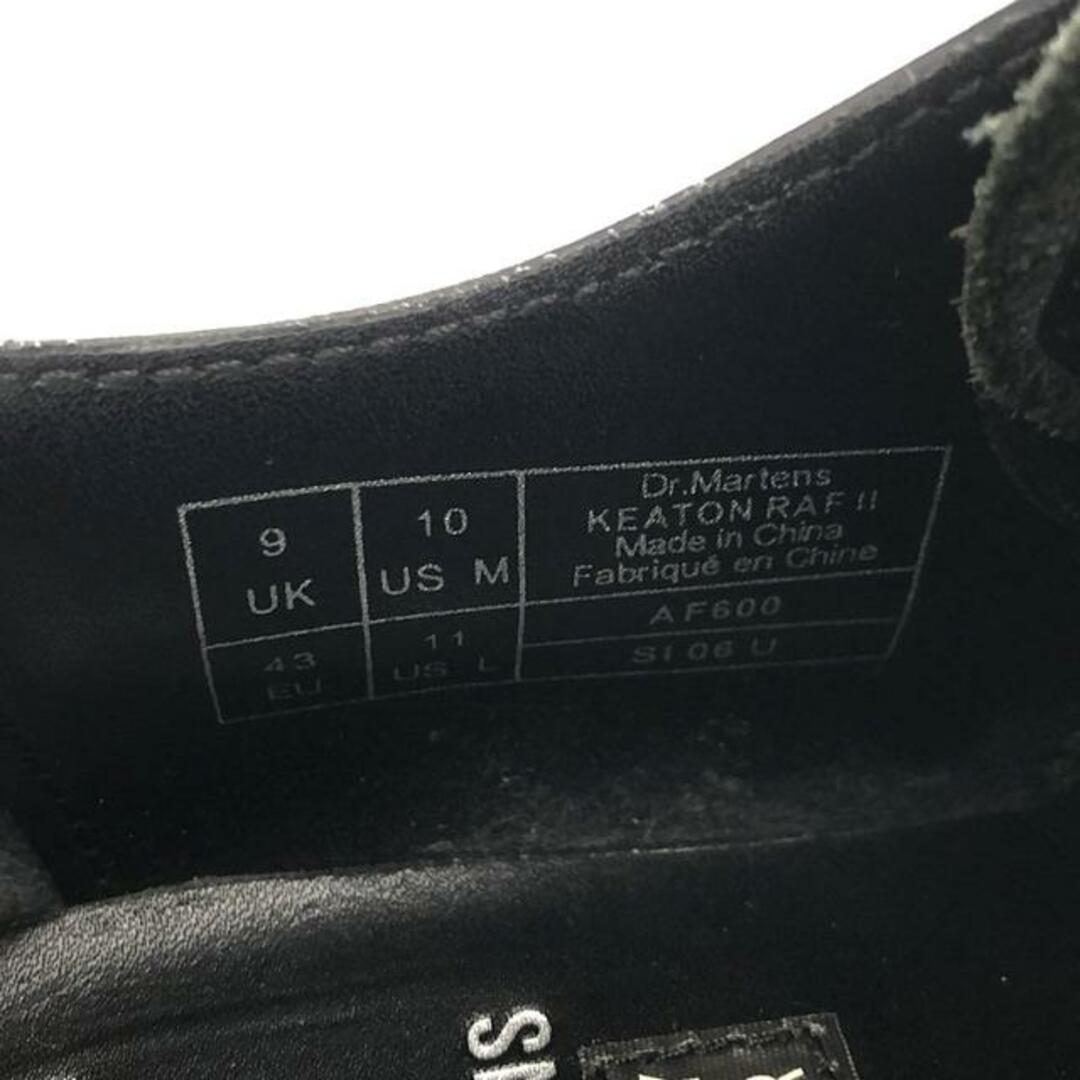 9
UK
10
US M
Dr.Martens
KEATON RAF II
Made in China
Fabriqué en Chine
43
EU
11
US L
AF600
SI 06 U
NS